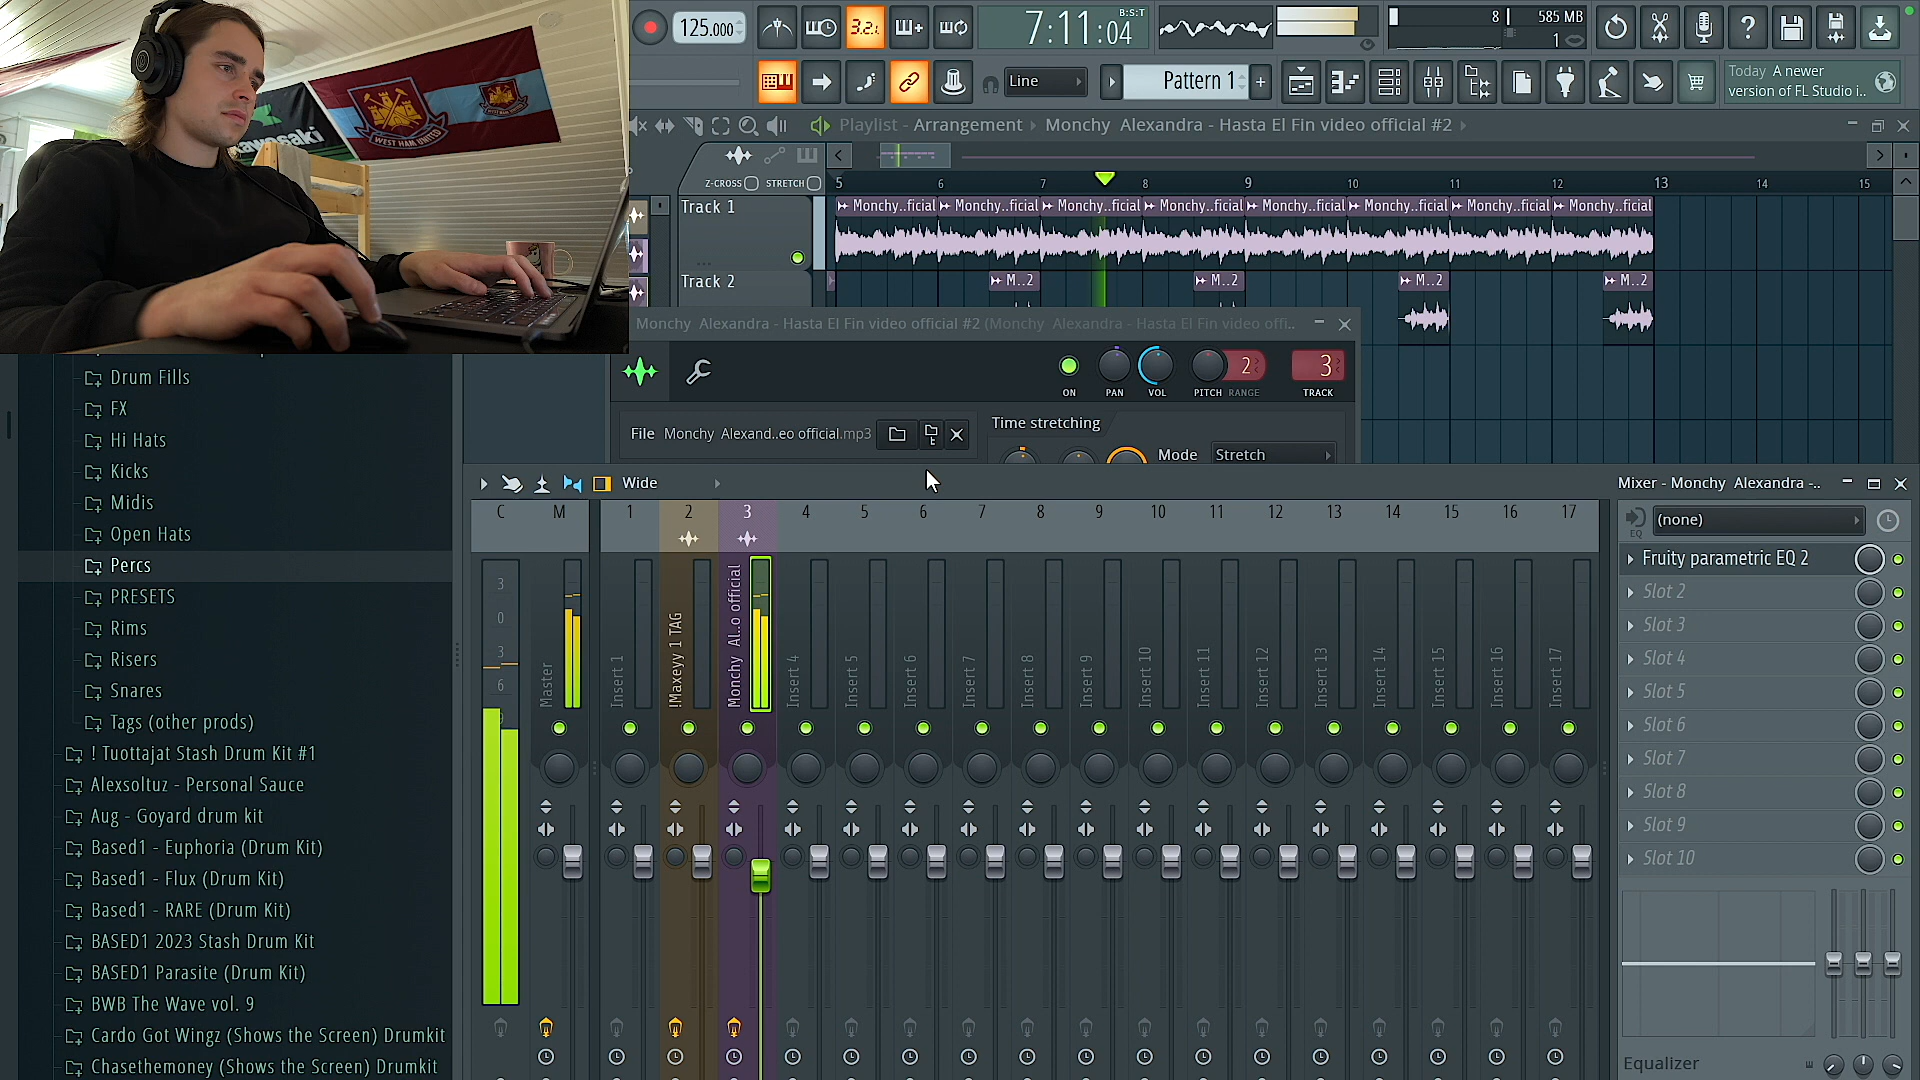 125.000
3.2.
7:11:04
B:S:T
8
585 MB
1
Line
Pattern 1
Today A newer
version of FL Studio i..
Playlist - Arrangement › Monchy Alexandra - Hasta El Fin video official #2 ›
Z-CROSS STRETCH
5 6 7 8 9 10 11 12 13 14 15
Track 1
Monchy..ficial Monchy..ficial Monchy..ficial Monchy..ficial Monchy..ficial Monchy..ficial Monchy..ficial Monchy..ficial
Track 2
M..2 M..2 M..2 M..2
Kawasaki
WEST HAM UNITED
Monchy Alexandra - Hasta El Fin video official #2 (Monchy Alexandra - Hasta El Fin video offi..
2
3
ON PAN VOL PITCH RANGE TRACK
File Monchy Alexand..eo official.mp3
Time stretching
Mode Stretch
Drum Fills
FX
Hi Hats
Kicks
Midis
Open Hats
Percs
PRESETS
Rims
Risers
Snares
Tags (other prods)
! Tuottajat Stash Drum Kit #1
Alexsoltuz - Personal Sauce
Aug - Goyard drum kit
Based1 - Euphoria (Drum Kit)
Based1 - Flux (Drum Kit)
Based1 - RARE (Drum Kit)
BASED1 2023 Stash Drum Kit
BASED1 Parasite (Drum Kit)
BWB The Wave vol. 9
Cardo Got Wingz (Shows the Screen) Drumkit
Chasethemoney (Shows the Screen) Drumkit
Wide
C M 1 2 3 4 5 6 7 8 9 10 11 12 13 14 15 16 17
3
0
3
6
Master
Insert 1
!Maxeyy 1 TAG
Monchy Al..o official
Insert 4
Insert 5
Insert 6
Insert 7
Insert 8
Insert 9
Insert 10
Insert 11
Insert 12
Insert 13
Insert 14
Insert 15
Insert 16
Insert 17
Mixer - Monchy Alexandra -..
EQ
(none)
Fruity parametric EQ 2
Slot 2
Slot 3
Slot 4
Slot 5
Slot 6
Slot 7
Slot 8
Slot 9
Slot 10
Equalizer